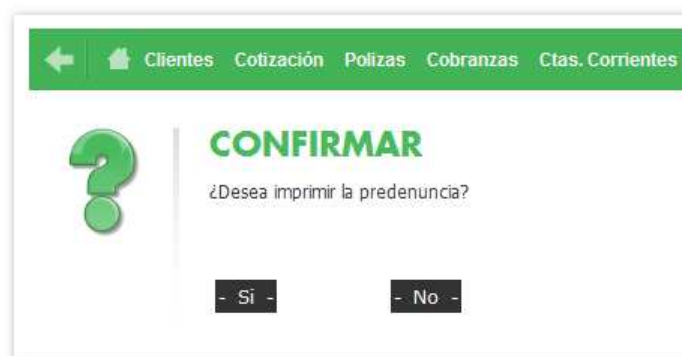 Clientes Cotización Polizas Cobranzas Ctas. Corrientes
CONFIRMAR
¿Desea imprimir la predenuncia?
- Si - - No -